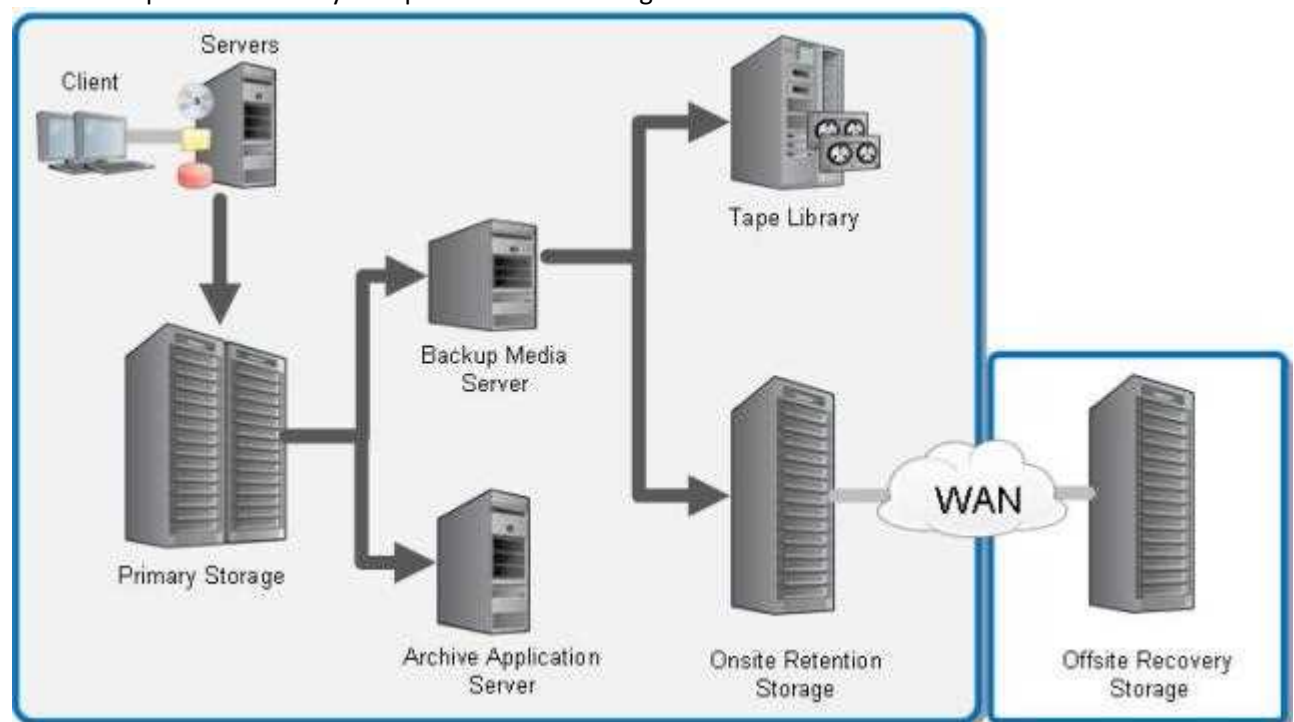 Servers
Client
Tape Library
Backup Media
Server
Primary Storage
WAN
Archive Application
Server
Onsite Retention
Storage
Offsite Recovery
Storage